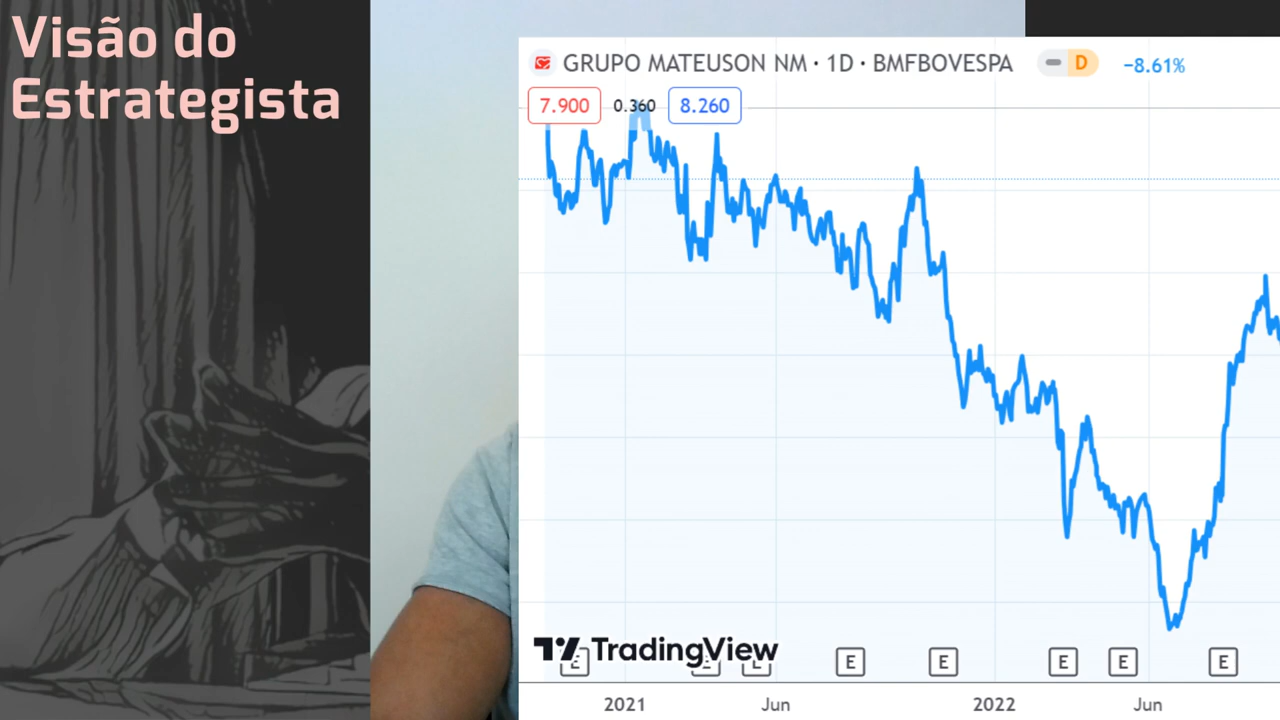 Visão do
Estrategista
GRUPO MATEUSON NM · 1D · BMFBOVESPA
D
−8.61%
7.900
0.360
8.260
TradingView
E
E
E
E
E
E
E
E
2021
Jun
2022
Jun